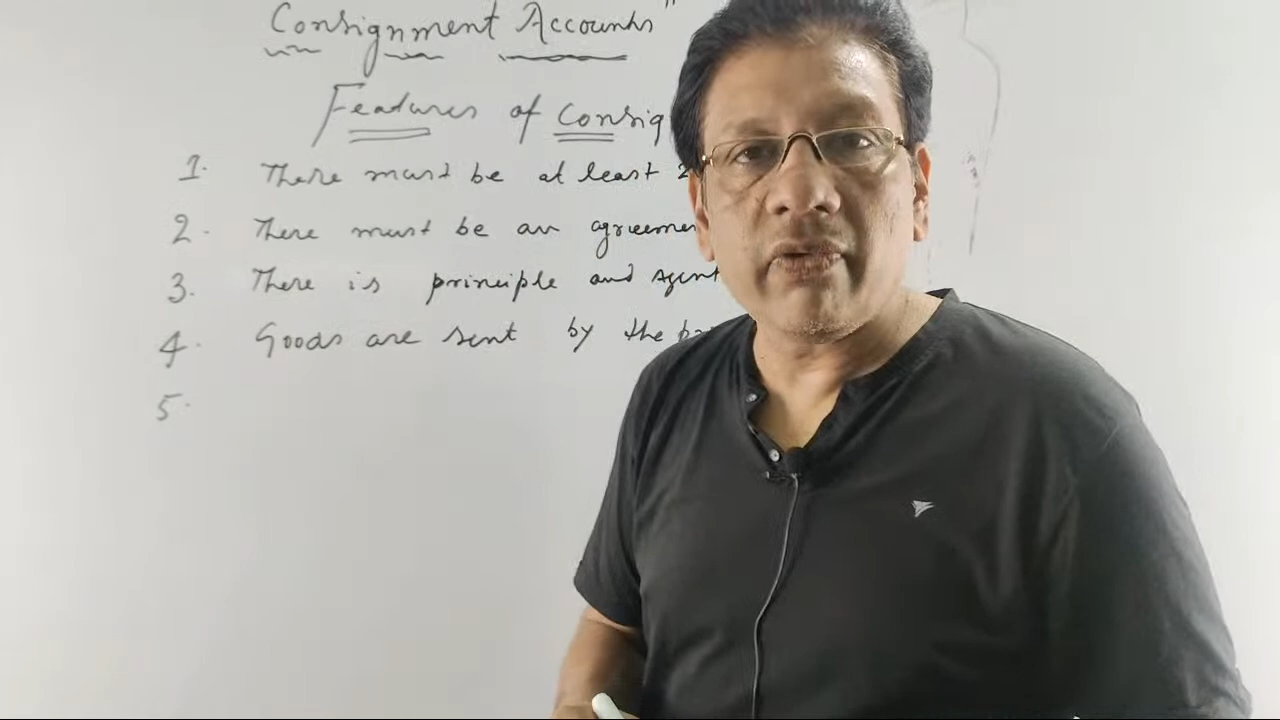 Consignment Accounts"
Features of Consig
1. There must be at least 2
2. There must be an agreemen
3. There is principle and agent
4. Goods are sent by the
5.